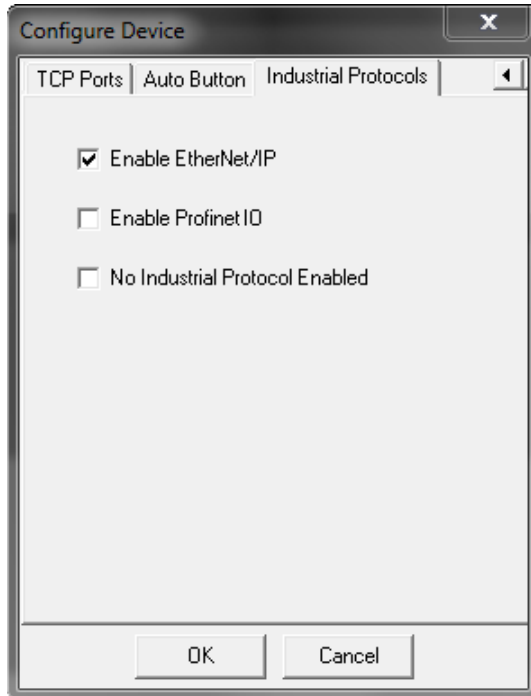 Configure Device
X
TCP Ports Auto Button Industrial Protocols
Enable EtherNet/IP
Enable Profinet IO
No Industrial Protocol Enabled
OK Cancel